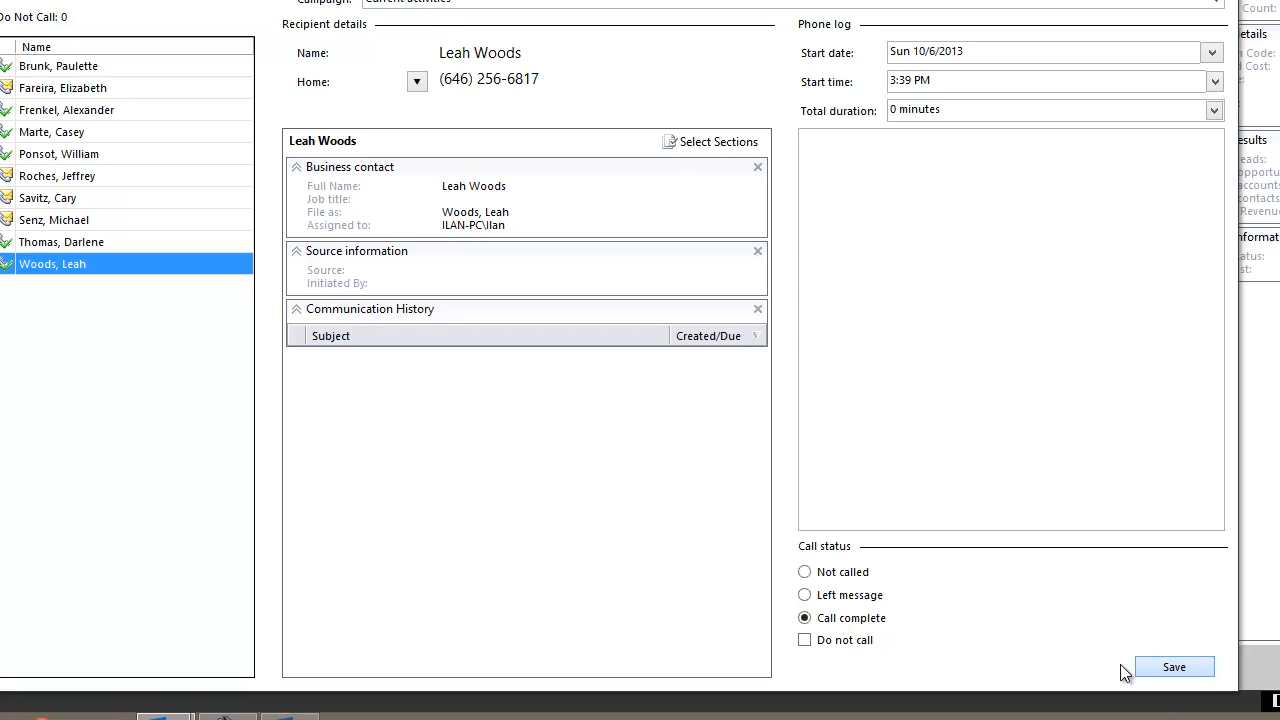 Campaign: Current activities
Count:
Do Not Call: 0
Name
Brunk, Paulette
Fareira, Elizabeth
Frenkel, Alexander
Marte, Casey
Ponsot, William
Roches, Jeffrey
Savitz, Cary
Senz, Michael
Thomas, Darlene
Woods, Leah
Recipient details
Name: Leah Woods
Home: (646) 256-6817
Leah Woods
Select Sections
Business contact
Full Name: Leah Woods
Job title:
File as: Woods, Leah
Assigned to: ILAN-PC\Ilan
Source information
Source:
Initiated By:
Communication History
Subject Created/Due
Phone log
Start date: Sun 10/6/2013
Start time: 3:39 PM
Total duration: 0 minutes
Call status
Not called
Left message
Call complete
Do not call
Save
etails
Code:
d Cost:
esults
eads:
opportu
accounts
contacts
Revenue
nformat
tatus:
st: